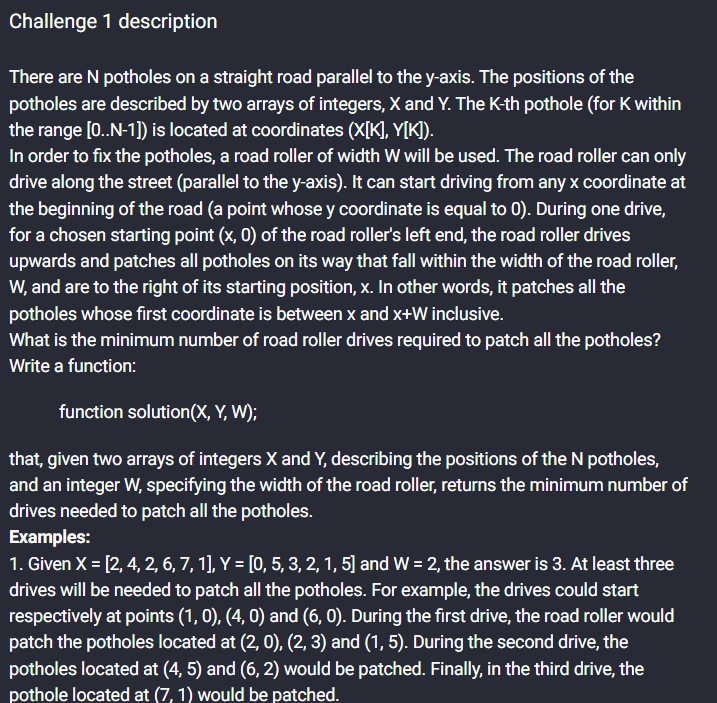 Challenge 1 description
There are N potholes on a straight road parallel to the y-axis. The positions of the
potholes are described by two arrays of integers, X and Y. The K-th pothole (for K within
the range [0..N-1]) is located at coordinates (X[K], Y[K]).
In order to fix the potholes, a road roller of width W will be used. The road roller can only
drive along the street (parallel to the y-axis). It can start driving from any x coordinate at
the beginning of the road (a point whose y coordinate is equal to 0). During one drive,
for a chosen starting point (x, 0) of the road roller's left end, the road roller drives
upwards and patches all potholes on its way that fall within the width of the road roller,
W, and are to the right of its starting position, x. In other words, it patches all the
potholes whose first coordinate is between x and x+W inclusive.
What is the minimum number of road roller drives required to patch all the potholes?
Write a function:
function solution(X, Y, W);
that, given two arrays of integers X and Y, describing the positions of the N potholes,
and an integer W, specifying the width of the road roller, returns the minimum number of
drives needed to patch all the potholes.
Examples:
1. Given X = [2, 4, 2, 6, 7, 1], Y = [0, 5, 3, 2, 1, 5] and W = 2, the answer is 3. At least three
drives will be needed to patch all the potholes. For example, the drives could start
respectively at points (1, 0), (4, 0) and (6, 0). During the first drive, the road roller would
patch the potholes located at (2, 0), (2, 3) and (1, 5). During the second drive, the
potholes located at (4, 5) and (6, 2) would be patched. Finally, in the third drive, the
pothole located at (7, 1) would be patched.